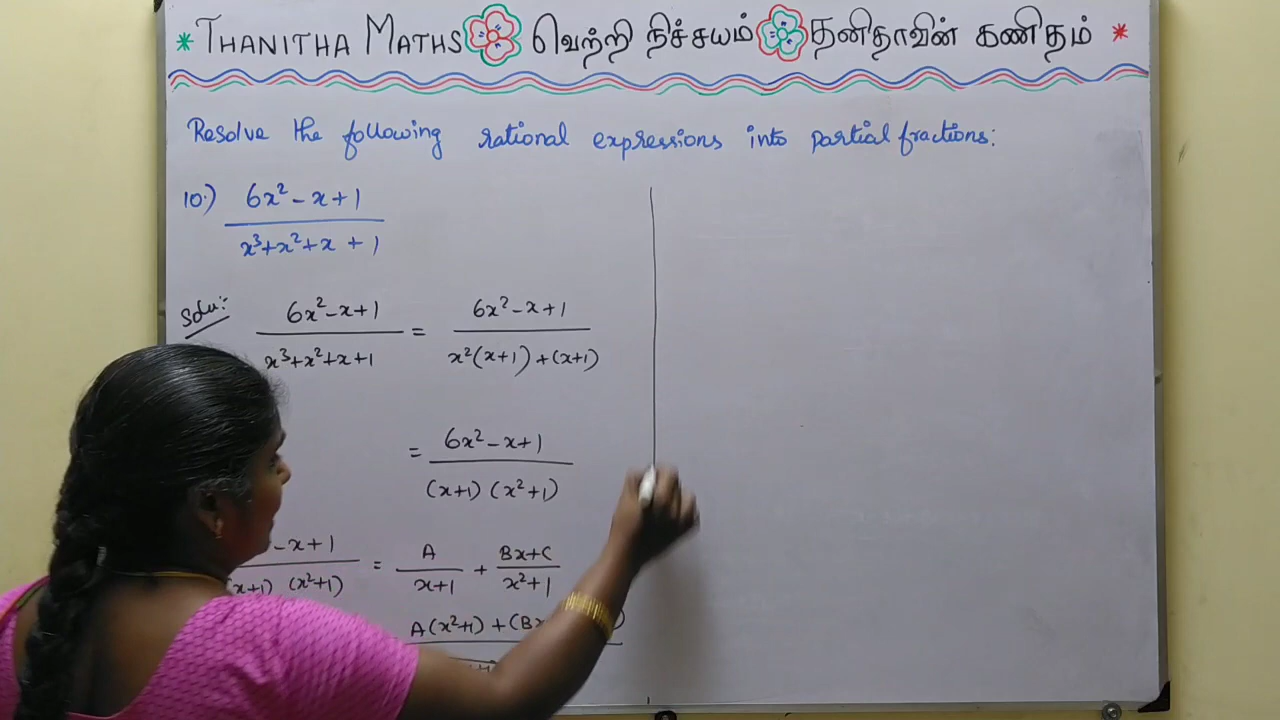 * THANITHA MATHS வெற்றி நிச்சயம் தனிதாவின் கணிதம் *
Resolve the following rational expressions into partial fractions:
10.) 6x² - x + 1
x³+x²+x + 1
Solu:- 6x² - x + 1 / x³+x²+x+1 = 6x² - x + 1 / x²(x+1) + (x+1)
= 6x² - x + 1 / (x+1) (x²+1)
- x + 1 / (x+1) (x²+1) = A / x+1 + Bx+C / x²+1
A(x²+1) + (B